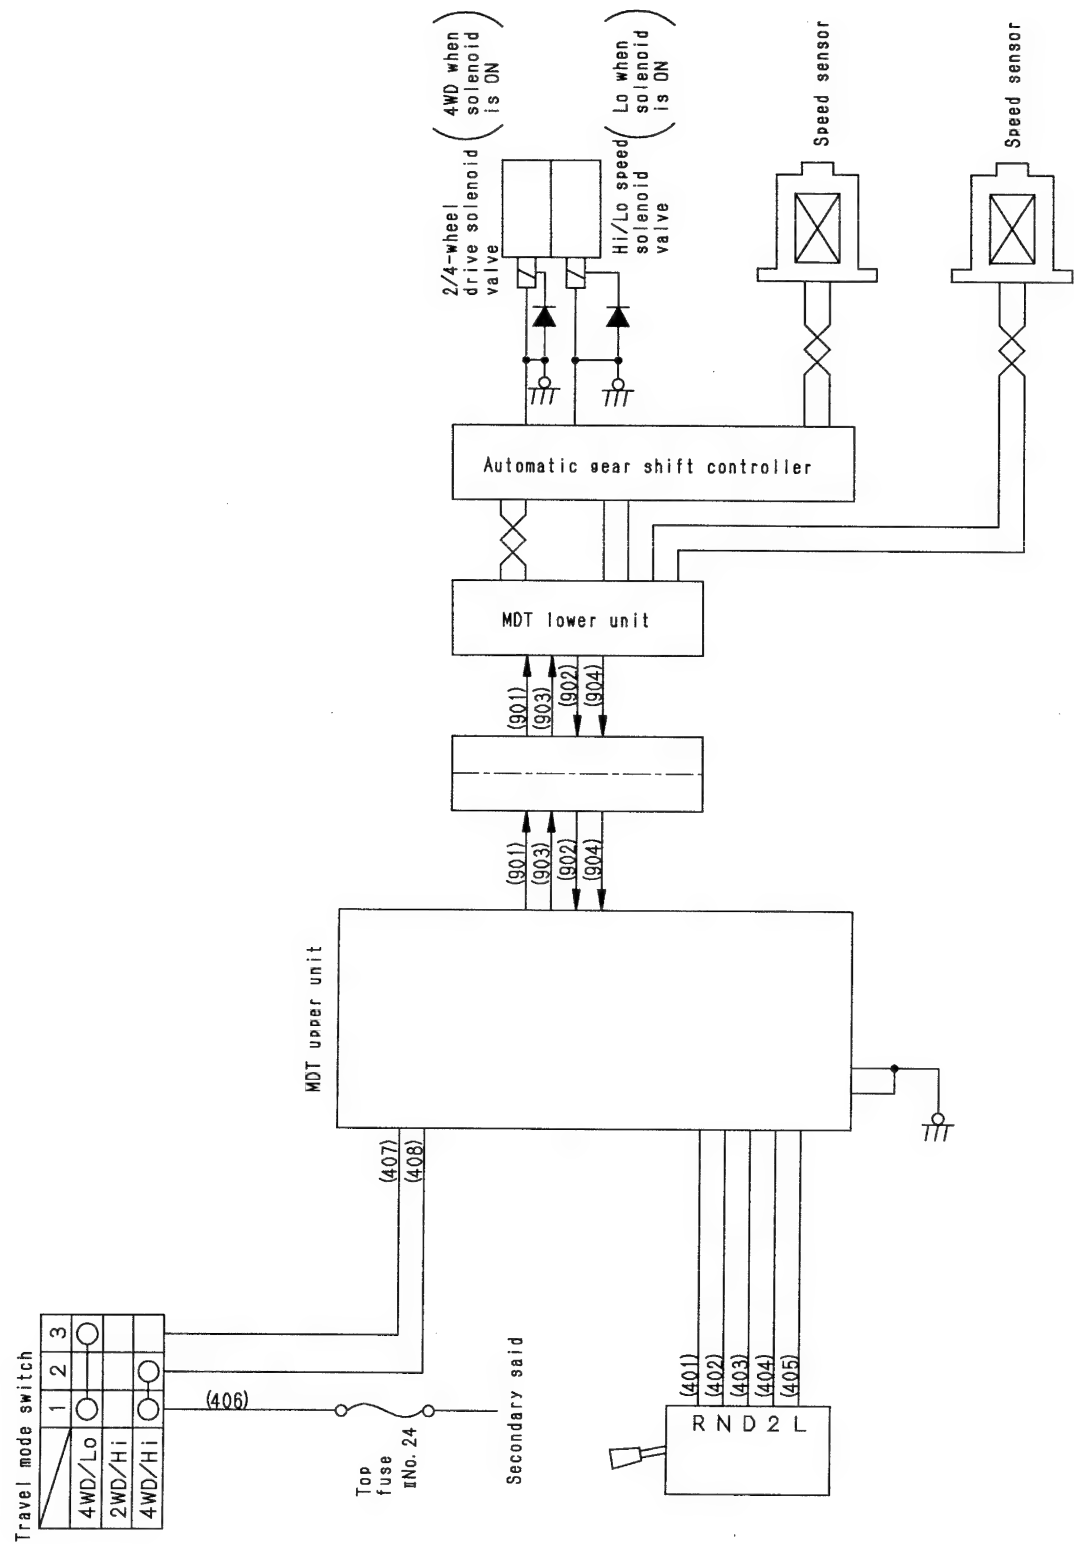 Travel mode switch
1 2 3
4WD/Lo
2WD/Hi
4WD/Hi
(406)
Top
fuse
No. 24
Secondary said
(407)
(408)
R N D 2 L
(401)
(402)
(403)
(404)
(405)
MDT upper unit
(901)
(903)
(902)
(904)
(901)
(903)
(902)
(904)
MDT lower unit
Automatic gear shift controller
2/4-wheel
drive solenoid
valve
(4WD when
solenoid
is ON)
Hi/Lo speed
solenoid
valve
(Lo when
solenoid
is ON)
Speed sensor
Speed sensor